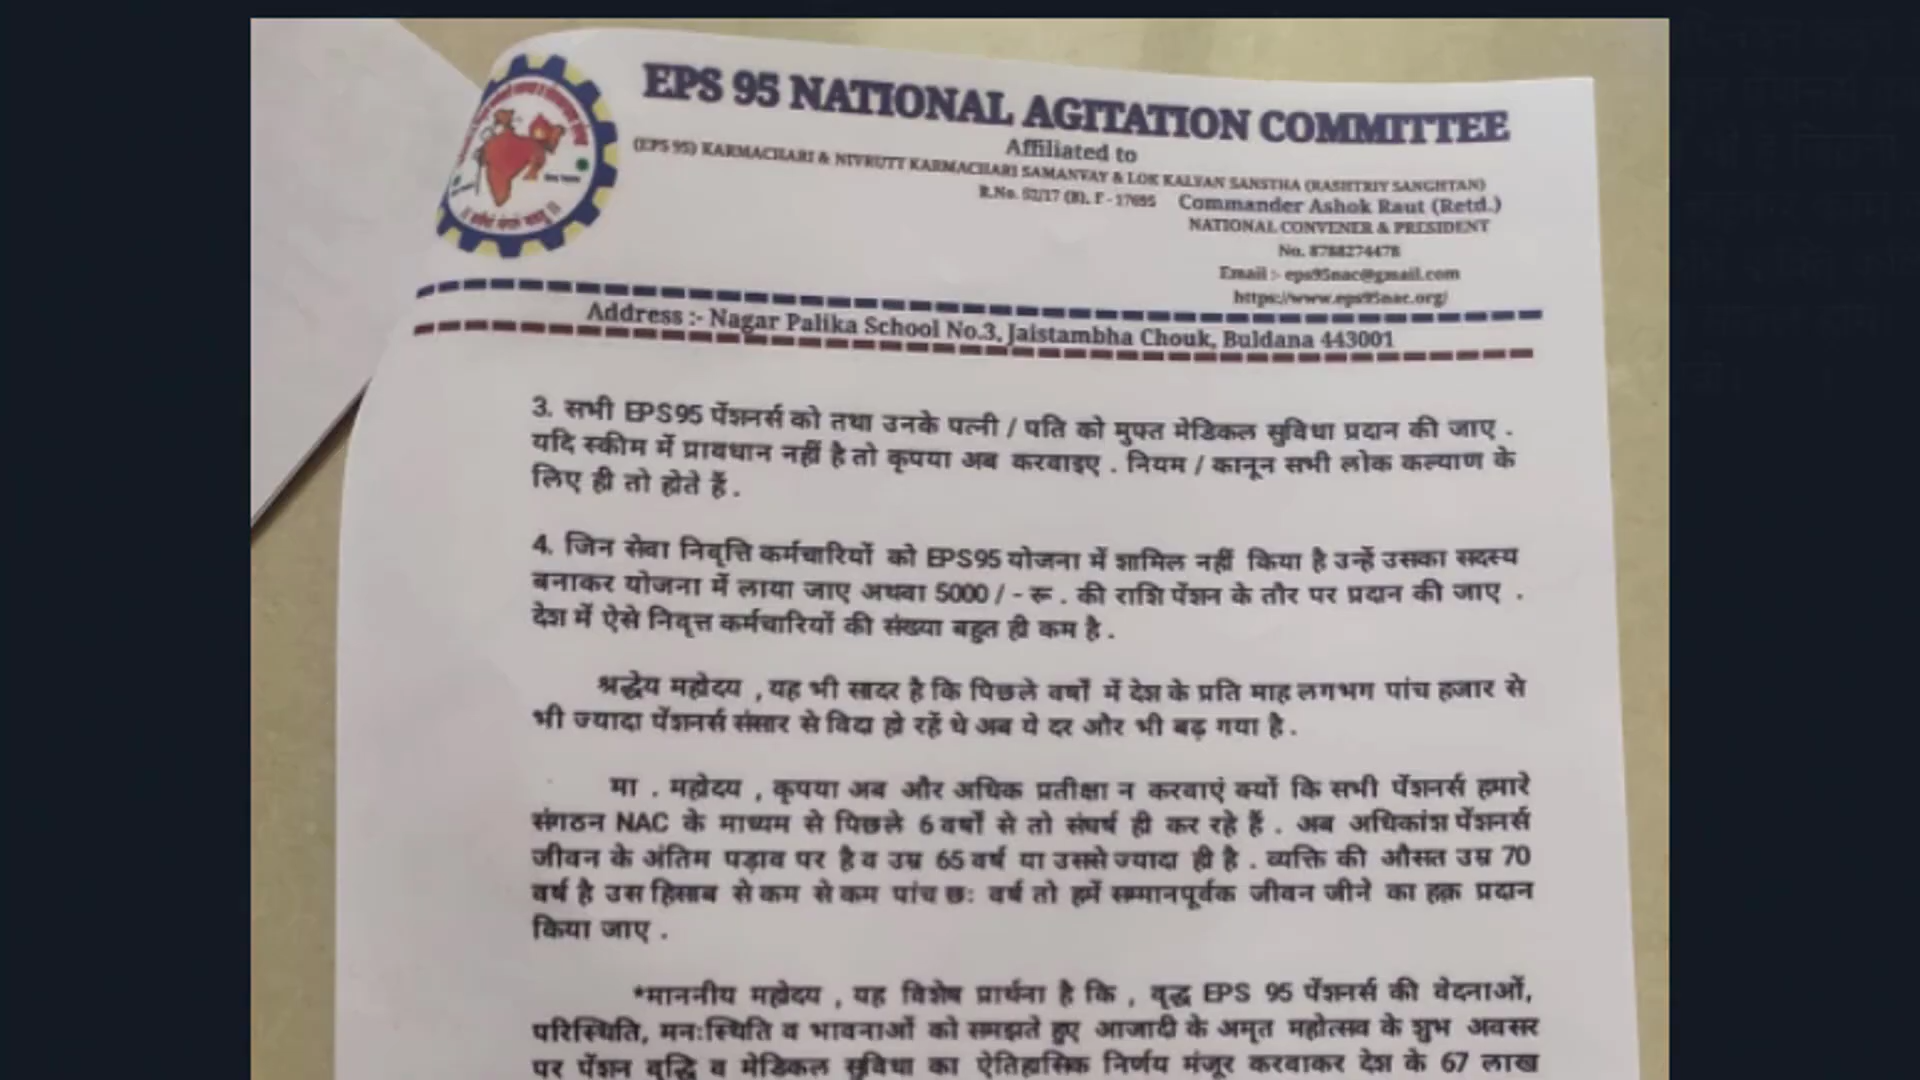 EPS 95 NATIONAL AGITATION COMMITTEE
Affiliated to
(EPS 95) KARMACHARI & NIVRUTT KARMACHARI SAMANVAY & LOK KALYAN SANSTHA (RASHTRIY SANGHTAN)
R.No. 52/17 (B), F - 17695
Commander Ashok Raut (Retd.)
NATIONAL CONVENER & PRESIDENT
No. 8788274478
Email :- eps95nac@gmail.com
https://www.eps95nac.org/
Address :- Nagar Palika School No.3, Jaistambha Chouk, Buldana 443001
3. सभी EPS95 पेंशनर्स को तथा उनके पत्नी / पति को मुफ्त मेडिकल सुविधा प्रदान की जाए .
यदि स्कीम में प्रावधान नहीं है तो कृपया अब करवाइए . नियम / कानून सभी लोक कल्याण के
लिए ही तो होते हैं .
4. जिन सेवा निवृत्ति कर्मचारियों को EPS95 योजना में शामिल नहीं किया है उन्हें उसका सदस्य
बनाकर योजना में लाया जाए अथवा 5000 / - रू . की राशि पेंशन के तौर पर प्रदान की जाए .
देश में ऐसे निवृत्त कर्मचारियों की संख्या बहुत ही कम है .
श्रद्धेय महोदय , यह भी सादर है कि पिछले वर्षों में देश के प्रति माह लगभग पांच हजार से
भी ज्यादा पेंशनर्स संसार से विदा हो रहें थे अब ये दर और भी बढ़ गया है .
मा . महोदय , कृपया अब और अधिक प्रतीक्षा न करवाएं क्यों कि सभी पेंशनर्स हमारे
संगठन NAC के माध्यम से पिछले 6 वर्षों से तो संघर्ष ही कर रहे हैं . अब अधिकांश पेंशनर्स
जीवन के अंतिम पड़ाव पर है व उम्र 65 वर्ष या उससे ज्यादा ही है . व्यक्ति की औसत उम्र 70
वर्ष है उस हिसाब से कम से कम पांच छः वर्ष तो हमें सम्मानपूर्वक जीवन जीने का हक़ प्रदान
किया जाए .
*माननीय महोदय , यह विशेष प्रार्थना है कि , वृद्ध EPS 95 पेंशनर्स की वेदनाओं,
परिस्थिति, मनःस्थिति व भावनाओं को समझते हुए आजादी के अमृत महोत्सव के शुभ अवसर
पर पेंशन वृद्धि व मेडिकल सुविधा का ऐतिहासिक निर्णय मंजूर करवाकर देश के 67 लाख